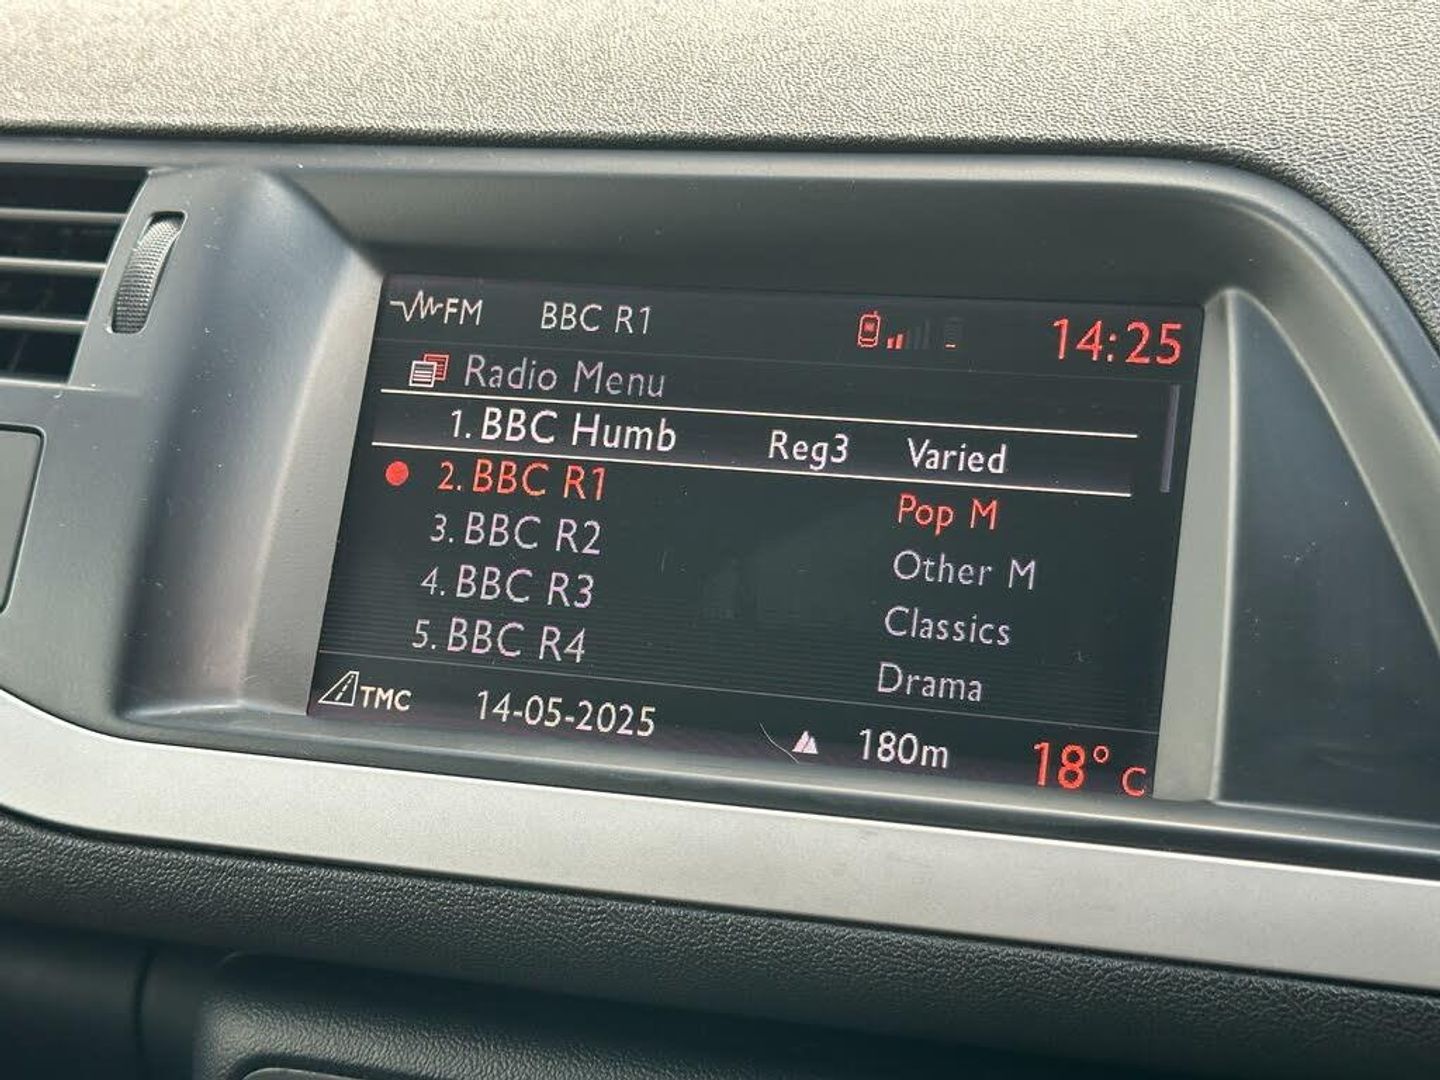 FM BBC R1 14:25
Radio Menu
1. BBC Humb Reg3 Varied
2. BBC R1 Pop M
3. BBC R2 Other M
4. BBC R3 Classics
5. BBC R4 Drama
TMC 14-05-2025 180m 18° C